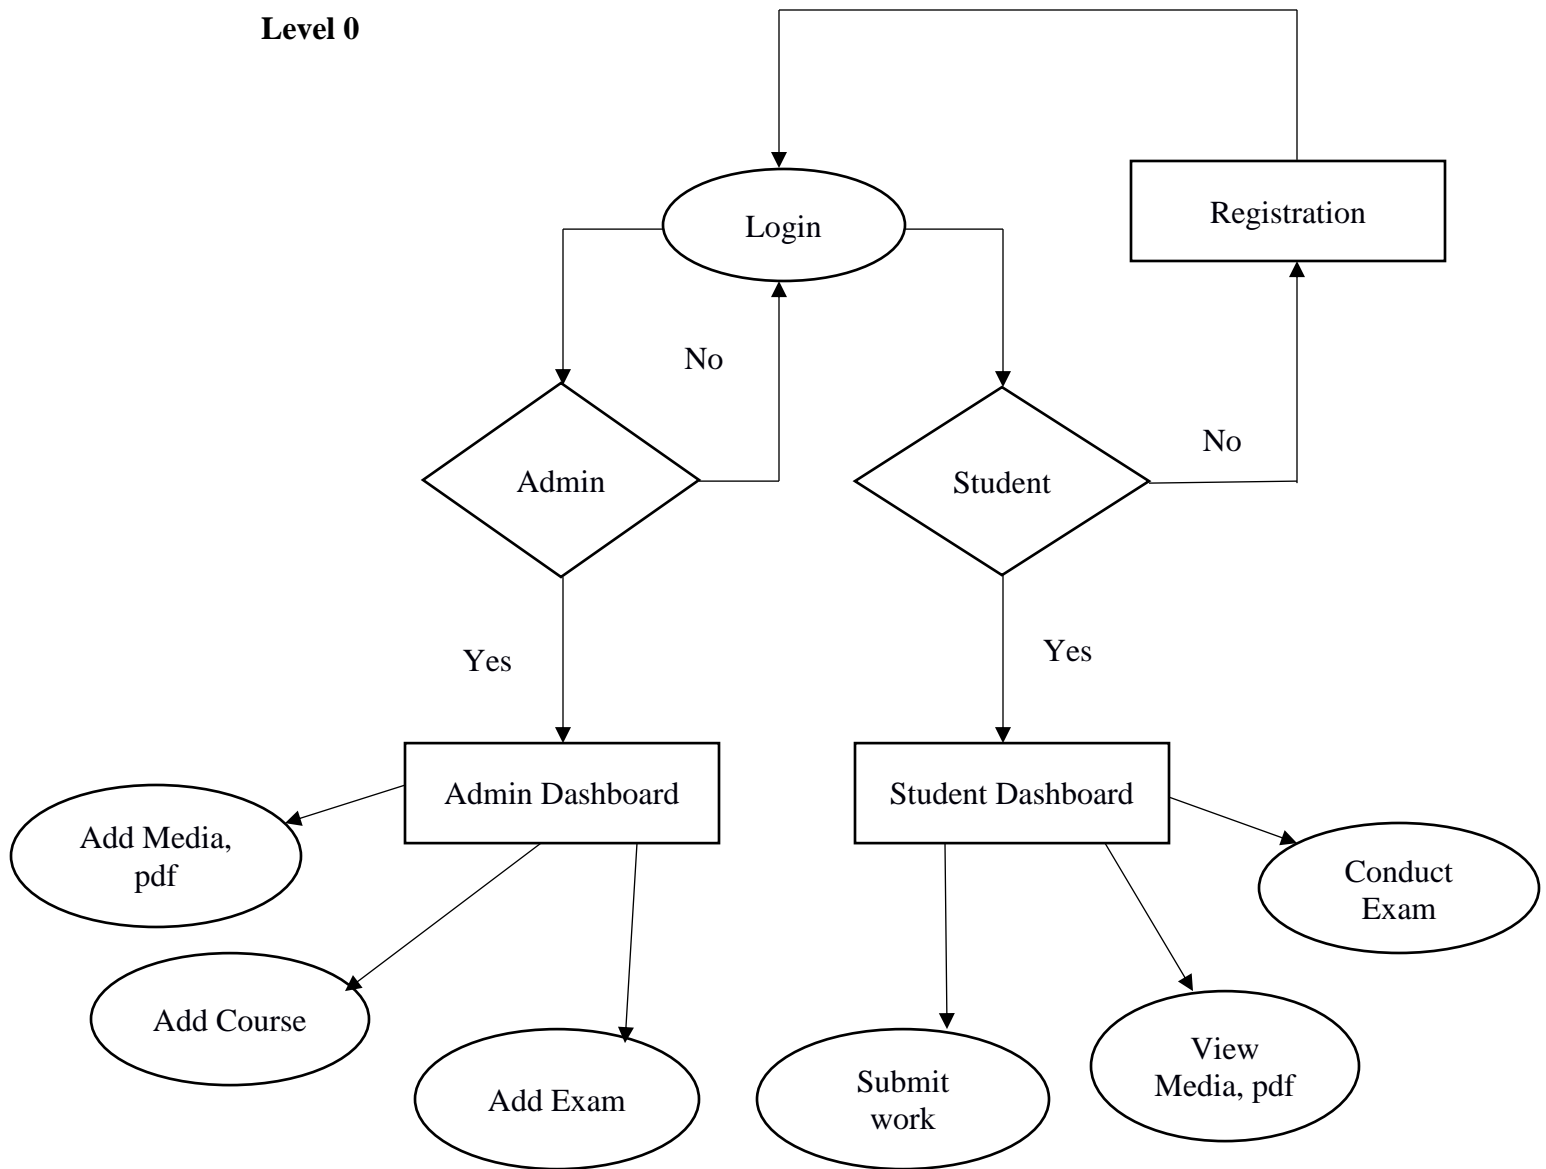 Level 0
Registration
Login
No
No
Admin
Student
Yes
Yes
Admin Dashboard
Student Dashboard
Add Media,
pdf
Conduct
Exam
Add Course
Add Exam
Submit
work
View
Media, pdf